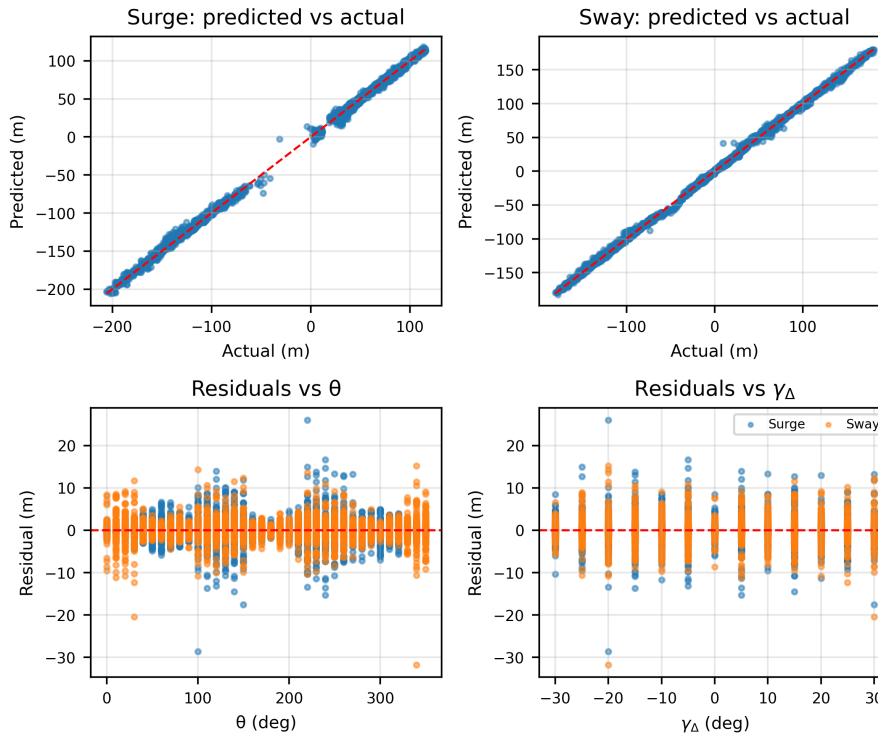 Surge: predicted vs actual
Predicted (m)
100
50
0
−50
−100
−150
−200
−200 −100 0 100
Actual (m)
Sway: predicted vs actual
Predicted (m)
150
100
50
0
−50
−100
−150
−100 0 100
Actual (m)
Residuals vs θ
Residual (m)
20
10
0
−10
−20
−30
0 100 200 300
θ (deg)
Residuals vs γΔ
Surge Sway
Residual (m)
20
10
0
−10
−20
−30
−30 −20 −10 0 10 20 30
γΔ (deg)